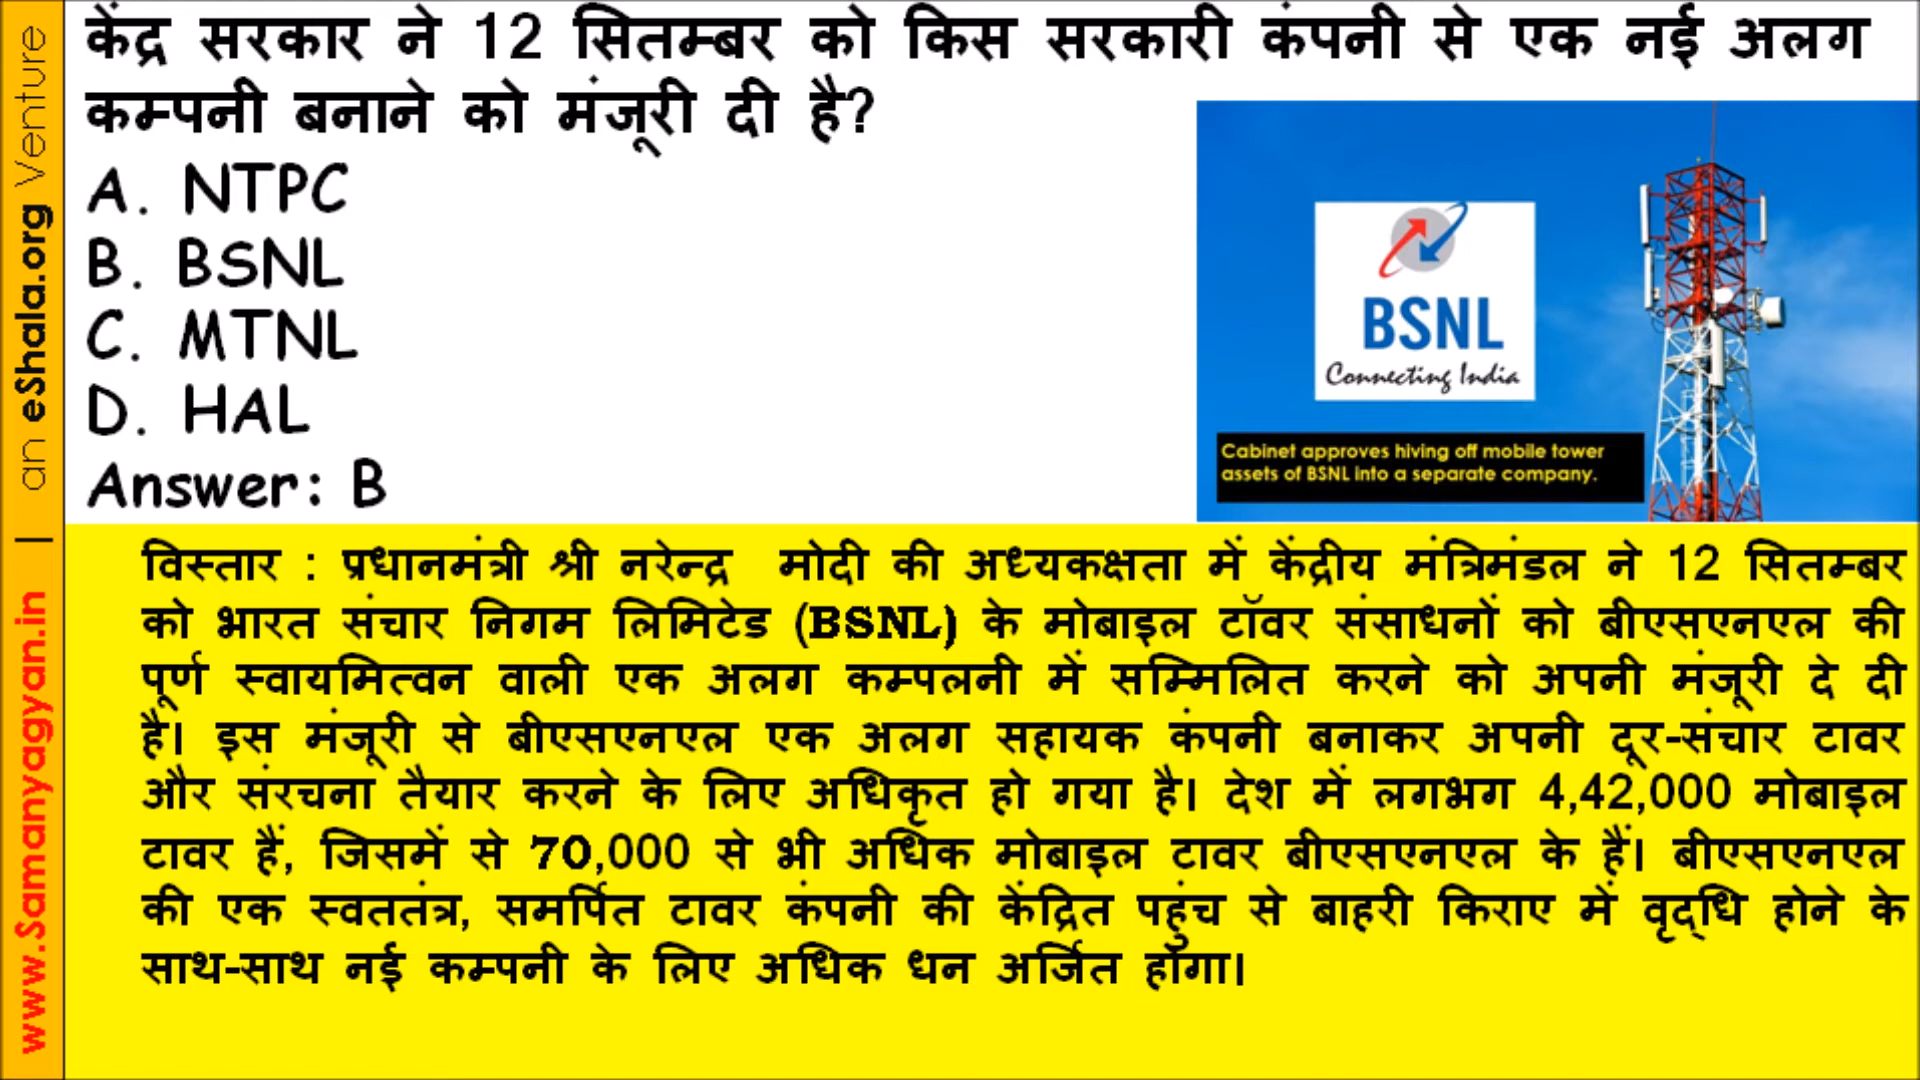 केंद्र सरकार ने 12 सितम्बर को किस सरकारी कंपनी से एक नई अलग
कम्पनी बनाने को मंजूरी दी है?
A. NTPC
B. BSNL
C. MTNL
D. HAL
Answer: B
BSNL
Connecting India
Cabinet approves hiving off mobile tower
assets of BSNL into a separate company.
विस्तार : प्रधानमंत्री श्री नरेन्द्र मोदी की अध्यकक्षता में केंद्रीय मंत्रिमंडल ने 12 सितम्बर
को भारत संचार निगम लिमिटेड (BSNL) के मोबाइल टॉवर संसाधनों को बीएसएनएल की
पूर्ण स्वायमित्वन वाली एक अलग कम्पलनी में सम्मिलित करने को अपनी मंजूरी दे दी
है। इस मंजूरी से बीएसएनएल एक अलग सहायक कंपनी बनाकर अपनी दूर-संचार टावर
और संरचना तैयार करने के लिए अधिकृत हो गया है। देश में लगभग 4,42,000 मोबाइल
टावर हैं, जिसमें से 70,000 से भी अधिक मोबाइल टावर बीएसएनएल के हैं। बीएसएनएल
की एक स्वततंत्र, समर्पित टावर कंपनी की केंद्रित पहुंच से बाहरी किराए में वृद्धि होने के
साथ-साथ नई कम्पनी के लिए अधिक धन अर्जित होगा।
www.Samanyagyan.in | an eShala.org Venture